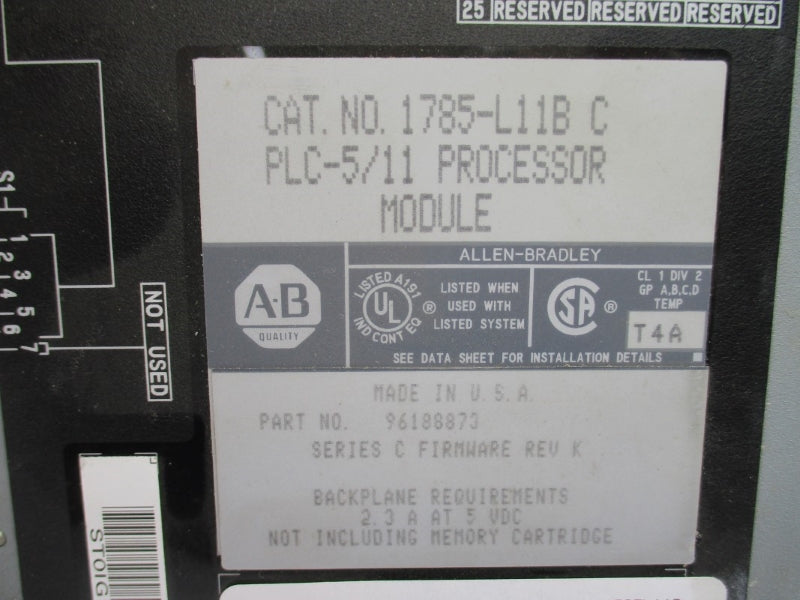 25 RESERVED RESERVED RESERVED
CAT. NO. 1785-L11B C
PLC-5/11 PROCESSOR
MODULE
ALLEN-BRADLEY
A-B
QUALITY
LISTED A191
UL
IND CONT EQ
®
LISTED WHEN
USED WITH
LISTED SYSTEM
SA
®
CL 1 DIV 2
GP A,B,C,D
TEMP
T4A
SEE DATA SHEET FOR INSTALLATION DETAILS
MADE IN U.S.A.
PART NO. 96188873
SERIES C FIRMWARE REV K
BACKPLANE REQUIREMENTS
2.3 A AT 5 VDC
NOT INCLUDING MEMORY CARTRIDGE
S1
1
2
3
4
5
6
7
NOT USED